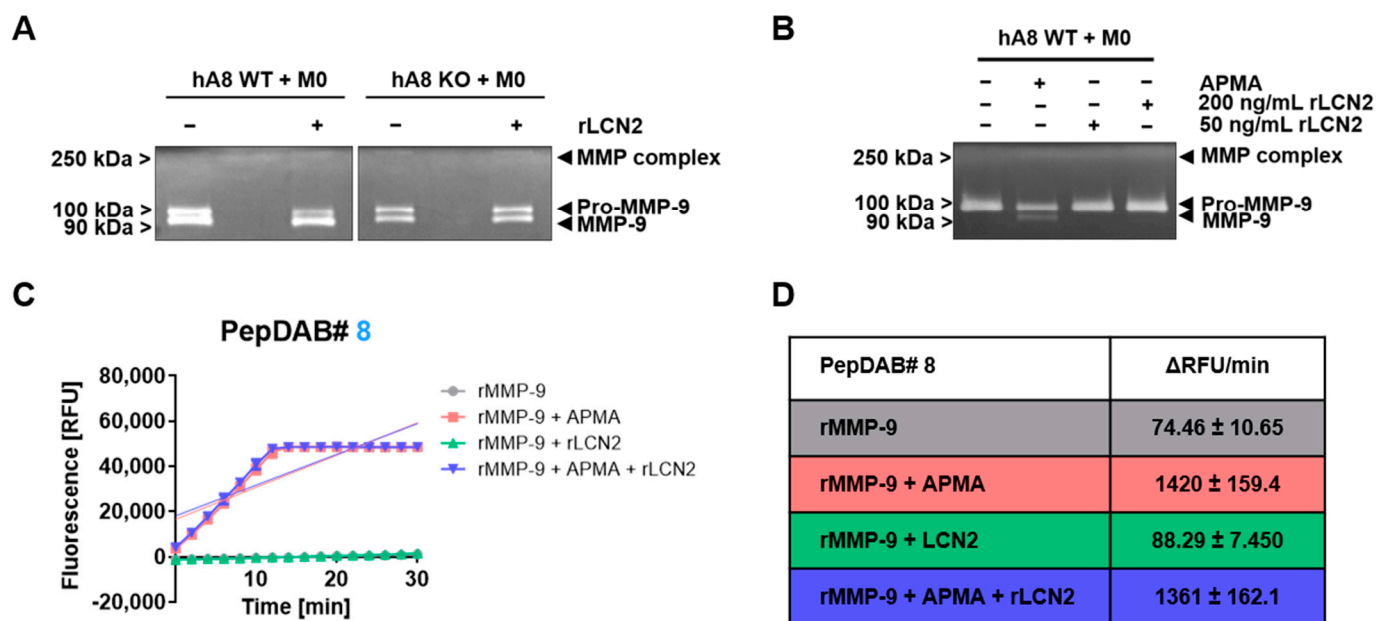 A
hA8 WT + M0
hA8 KO + M0
– + – + rLCN2
250 kDa >
◄ MMP complex
100 kDa >
◄ Pro-MMP-9
90 kDa >
◄ MMP-9
B
hA8 WT + M0
– + – – APMA
– – – + 200 ng/mL rLCN2
– – + – 50 ng/mL rLCN2
250 kDa >
◄ MMP complex
100 kDa >
◄ Pro-MMP-9
90 kDa >
◄ MMP-9
C
PepDAB# 8
Fluorescence [RFU]
80,000
60,000
40,000
20,000
0
-20,000
10 20 30
Time [min]
rMMP-9
rMMP-9 + APMA
rMMP-9 + rLCN2
rMMP-9 + APMA + rLCN2
D
PepDAB# 8 ΔRFU/min
rMMP-9 74.46 ± 10.65
rMMP-9 + APMA 1420 ± 159.4
rMMP-9 + LCN2 88.29 ± 7.450
rMMP-9 + APMA + rLCN2 1361 ± 162.1